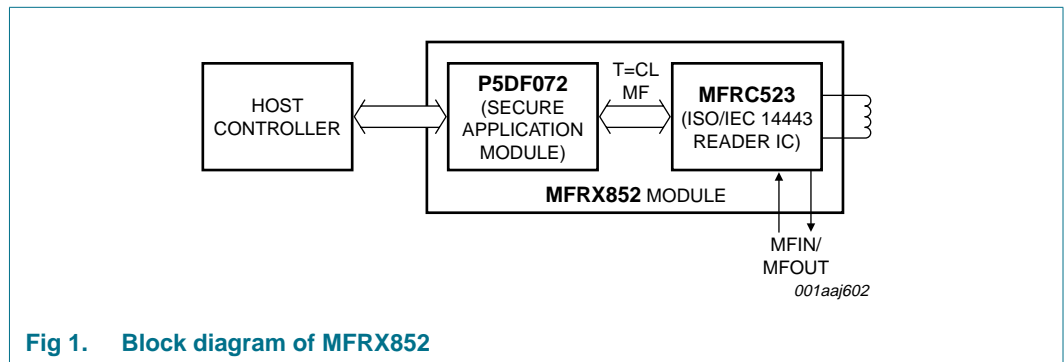 HOST
CONTROLLER
P5DF072
(SECURE
APPLICATION
MODULE)
T=CL
MF
MFRC523
(ISO/IEC 14443
READER IC)
MFRX852 MODULE
MFIN/
MFOUT
001aaj602
Fig 1. Block diagram of MFRX852